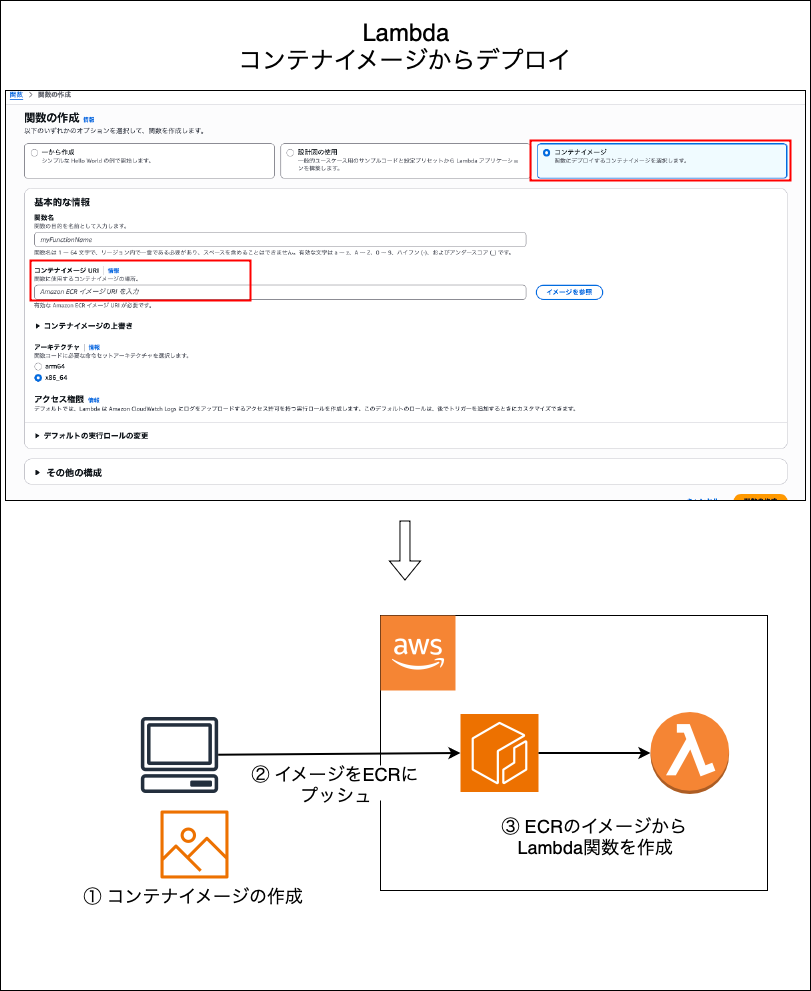 Lambda
コンテナイメージからデプロイ
関数 > 関数の作成
関数の作成 情報
以下のいずれかのオプションを選択して、関数を作成します。
一から作成
シンプルな Hello World の例で開始します。
設計図の使用
一般的ユースケース用のサンプルコードと設定プリセットから Lambda アプリケーションを構築します。
コンテナイメージ
関数にデプロイするコンテナイメージを選択します。
基本的な情報
関数名
関数の目的を名前として入力します。
myFunctionName
関数名は 1 ~ 64 文字で、リージョン内で一意である必要があり、スペースを含めることはできません。有効な文字は a ~ z、A ~ Z、0 ~ 9、ハイフン (-)、およびアンダースコア (_) です。
コンテナイメージ URI | 情報
関数に使用するコンテナイメージの場所。
Amazon ECR イメージ URI を入力
イメージを参照
有効な Amazon ECR イメージ URI が必要です。
コンテナイメージの上書き
アーキテクチャ | 情報
関数コードに必要な命令セットアーキテクチャを選択します。
arm64
x86_64
アクセス権限 情報
デフォルトでは、Lambda は Amazon CloudWatch Logs にログをアップロードするアクセス許可を持つ実行ロールを作成します。このデフォルトのロールは、後でトリガーを追加するときにカスタマイズできます。
デフォルトの実行ロールの変更
その他の構成
aws
② イメージをECRに
プッシュ
③ ECRのイメージから
Lambda関数を作成
① コンテナイメージの作成